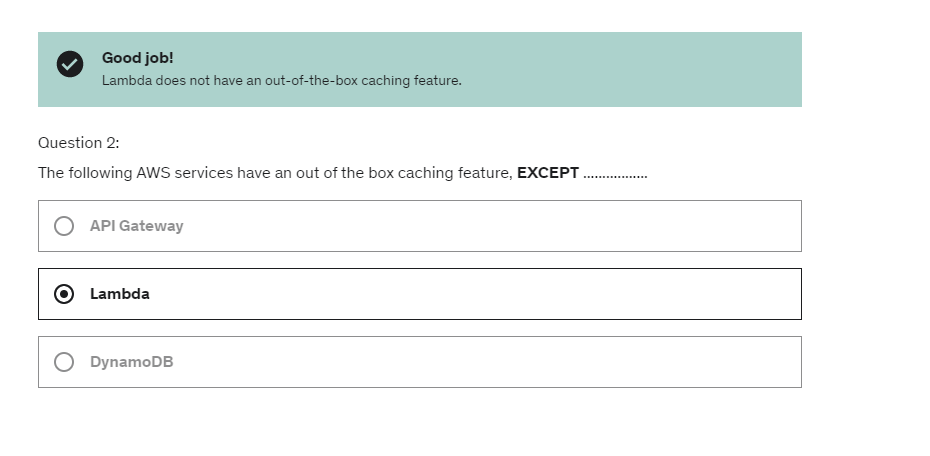 Good job!
Lambda does not have an out-of-the-box caching feature.
Question 2:
The following AWS services have an out of the box caching feature, EXCEPT .................
API Gateway
Lambda
DynamoDB